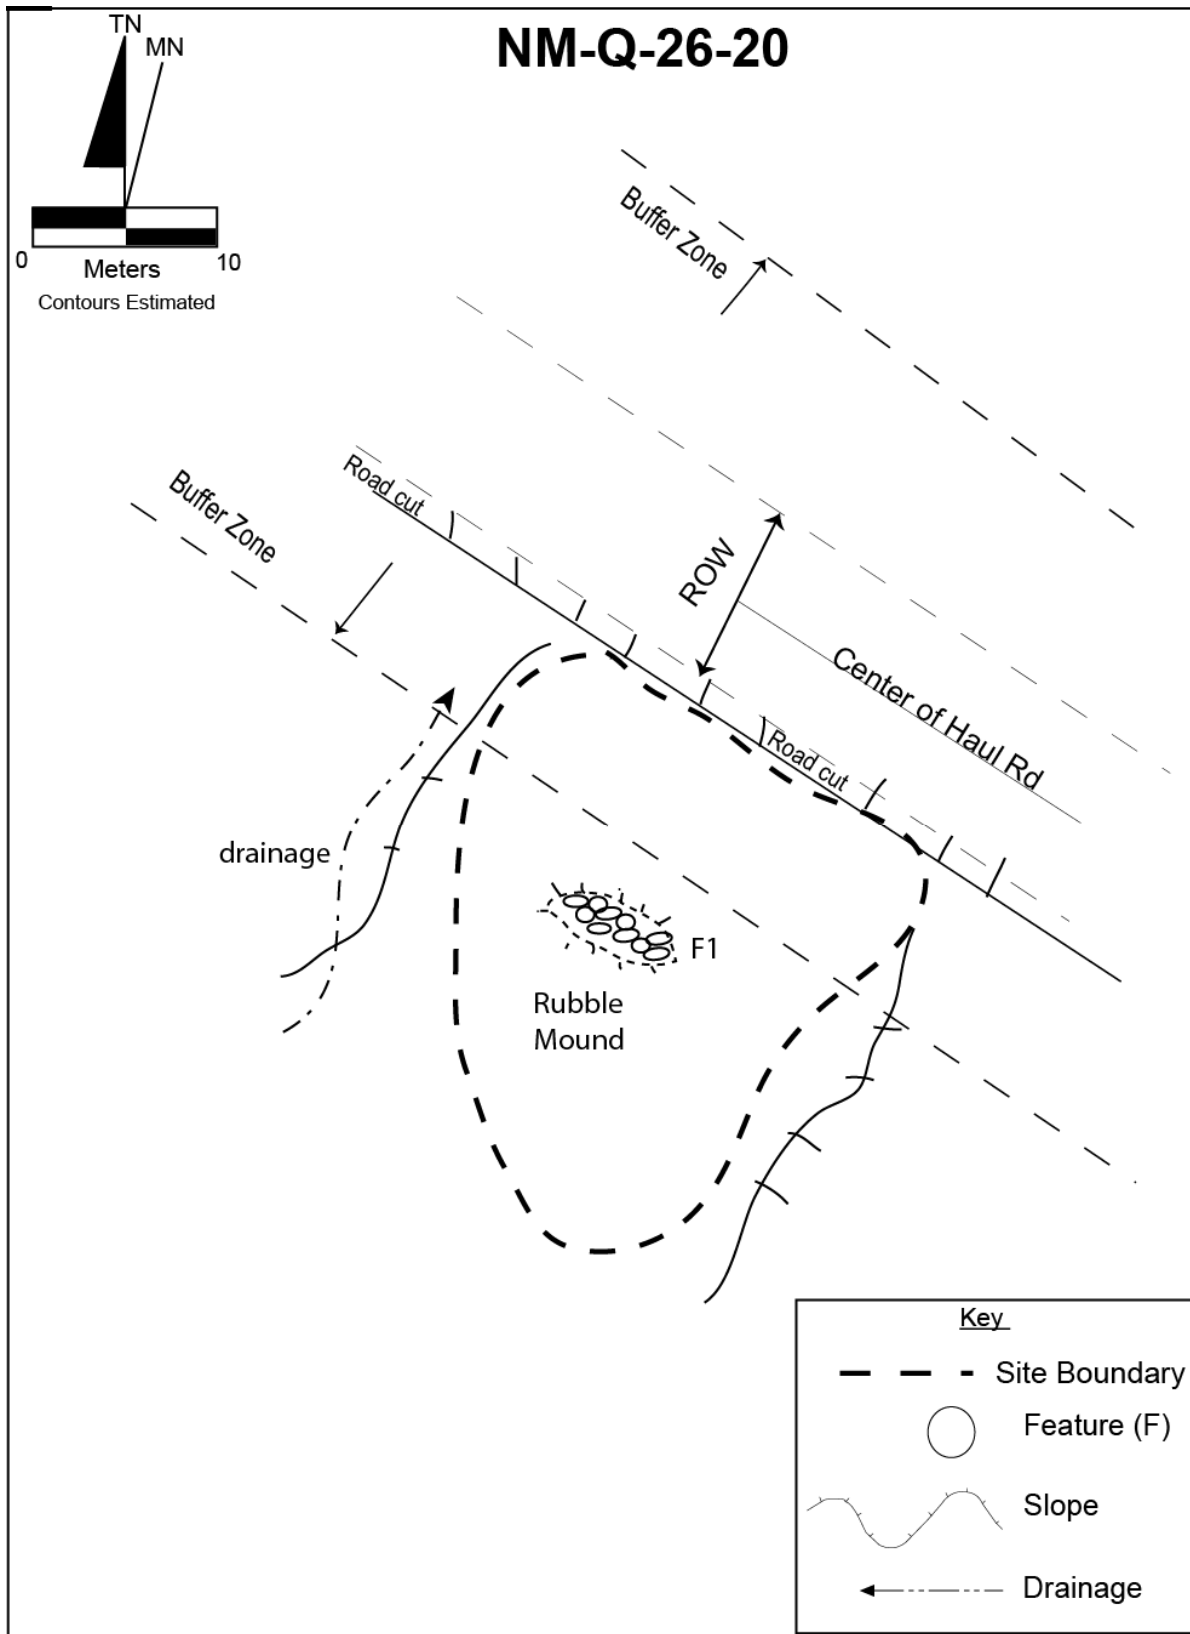 NM-Q-26-20
TN
MN
0
10
Meters
Contours Estimated
Buffer Zone
Road cut
Buffer Zone
ROW
Center of Haul Rd
Road cut
drainage
F1
Rubble
Mound
Key
Site Boundary
Feature (F)
Slope
Drainage